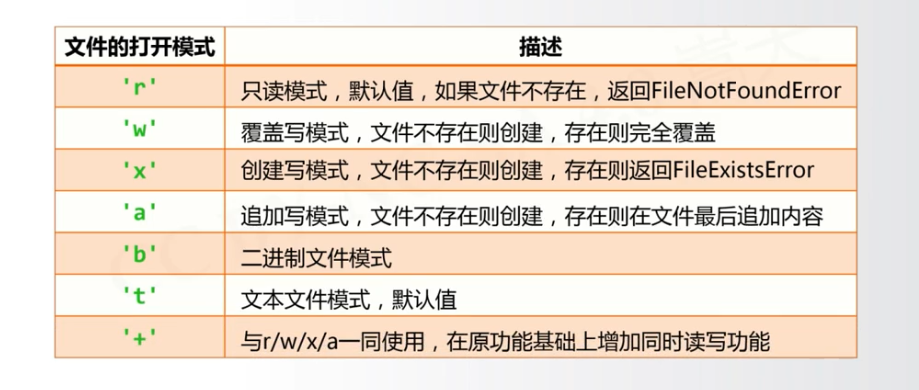 文件的打开模式 描述
'r' 只读模式，默认值，如果文件不存在，返回FileNotFoundError
'w' 覆盖写模式，文件不存在则创建，存在则完全覆盖
'x' 创建写模式，文件不存在则创建，存在则返回FileExistsError
'a' 追加写模式，文件不存在则创建，存在则在文件最后追加内容
'b' 二进制文件模式
't' 文本文件模式，默认值
'+' 与r/w/x/a一同使用，在原功能基础上增加同时读写功能